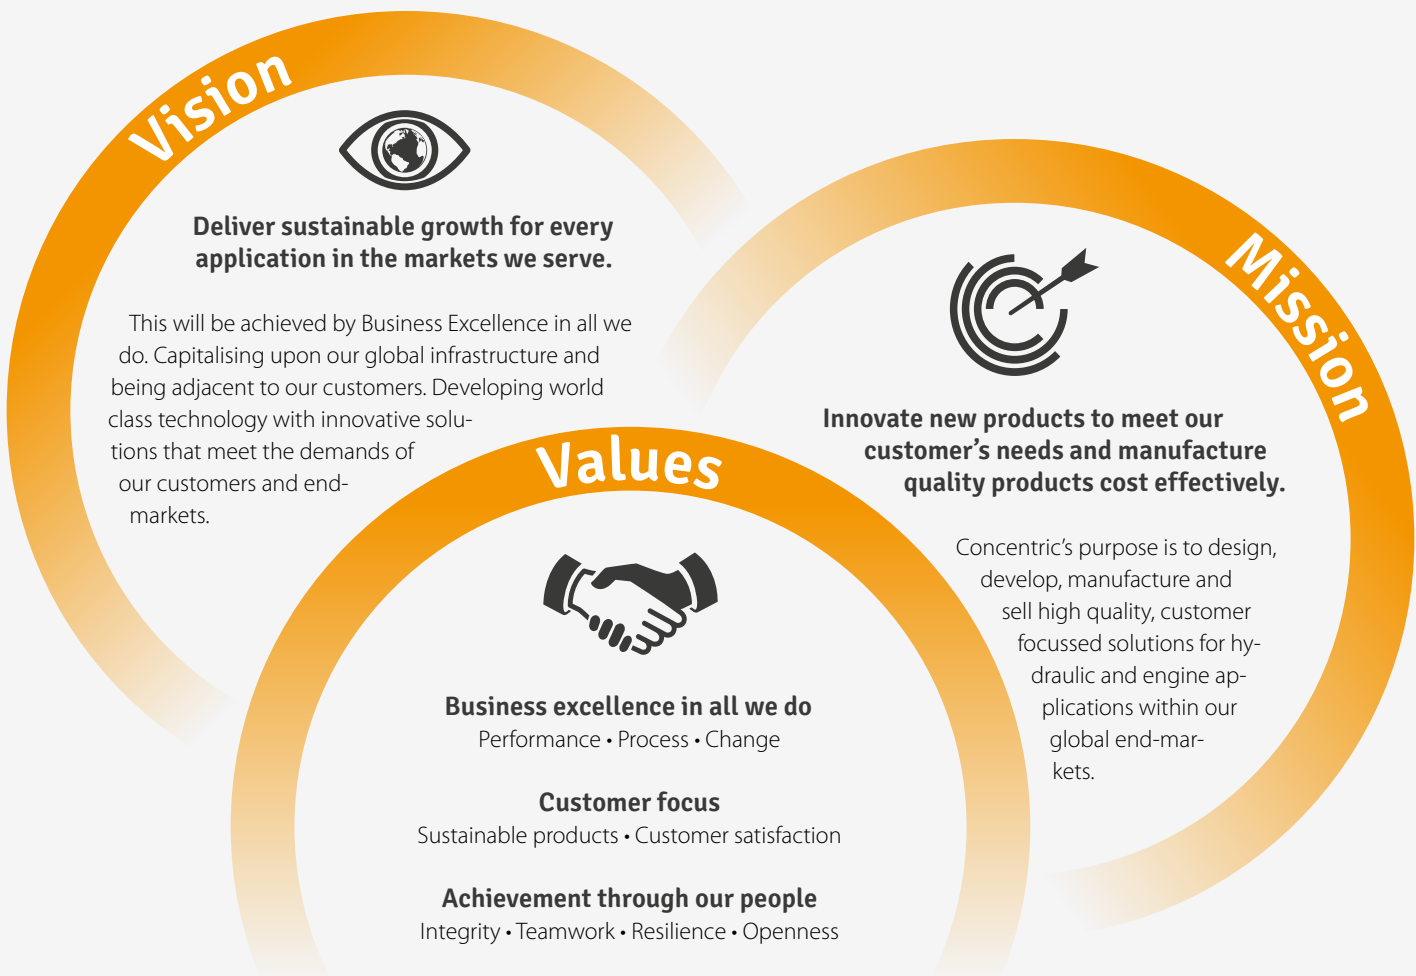 Vision
Deliver sustainable growth for every
application in the markets we serve.
This will be achieved by Business Excellence in all we
do. Capitalising upon our global infrastructure and
being adjacent to our customers. Developing world
class technology with innovative solu-
tions that meet the demands of
our customers and end-
markets.
Mission
Innovate new products to meet our
customer’s needs and manufacture
quality products cost effectively.
Concentric’s purpose is to design,
develop, manufacture and
sell high quality, customer
focussed solutions for hy-
draulic and engine ap-
plications within our
global end-mar-
kets.
Values
Business excellence in all we do
Performance • Process • Change
Customer focus
Sustainable products • Customer satisfaction
Achievement through our people
Integrity • Teamwork • Resilience • Openness